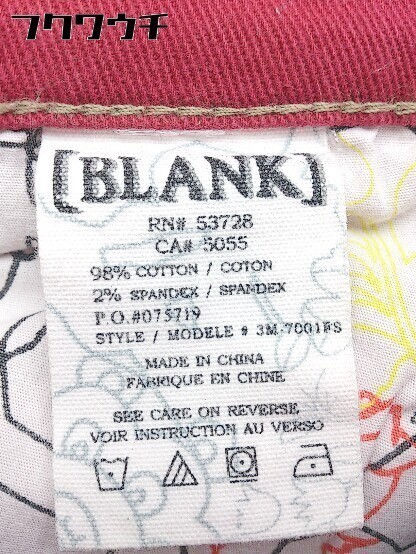 フクワウチ
[BLANK]
RN# 53728
CA# 5055
98% COTTON / COTON
2% SPANDEX / SPANDEX
P.O.#075719
STYLE / MODELE # 3M-7001FS
MADE IN CHINA
FABRIQUE EN CHINE
SEE CARE ON REVERSE
VOIR INSTRUCTION AU VERSO